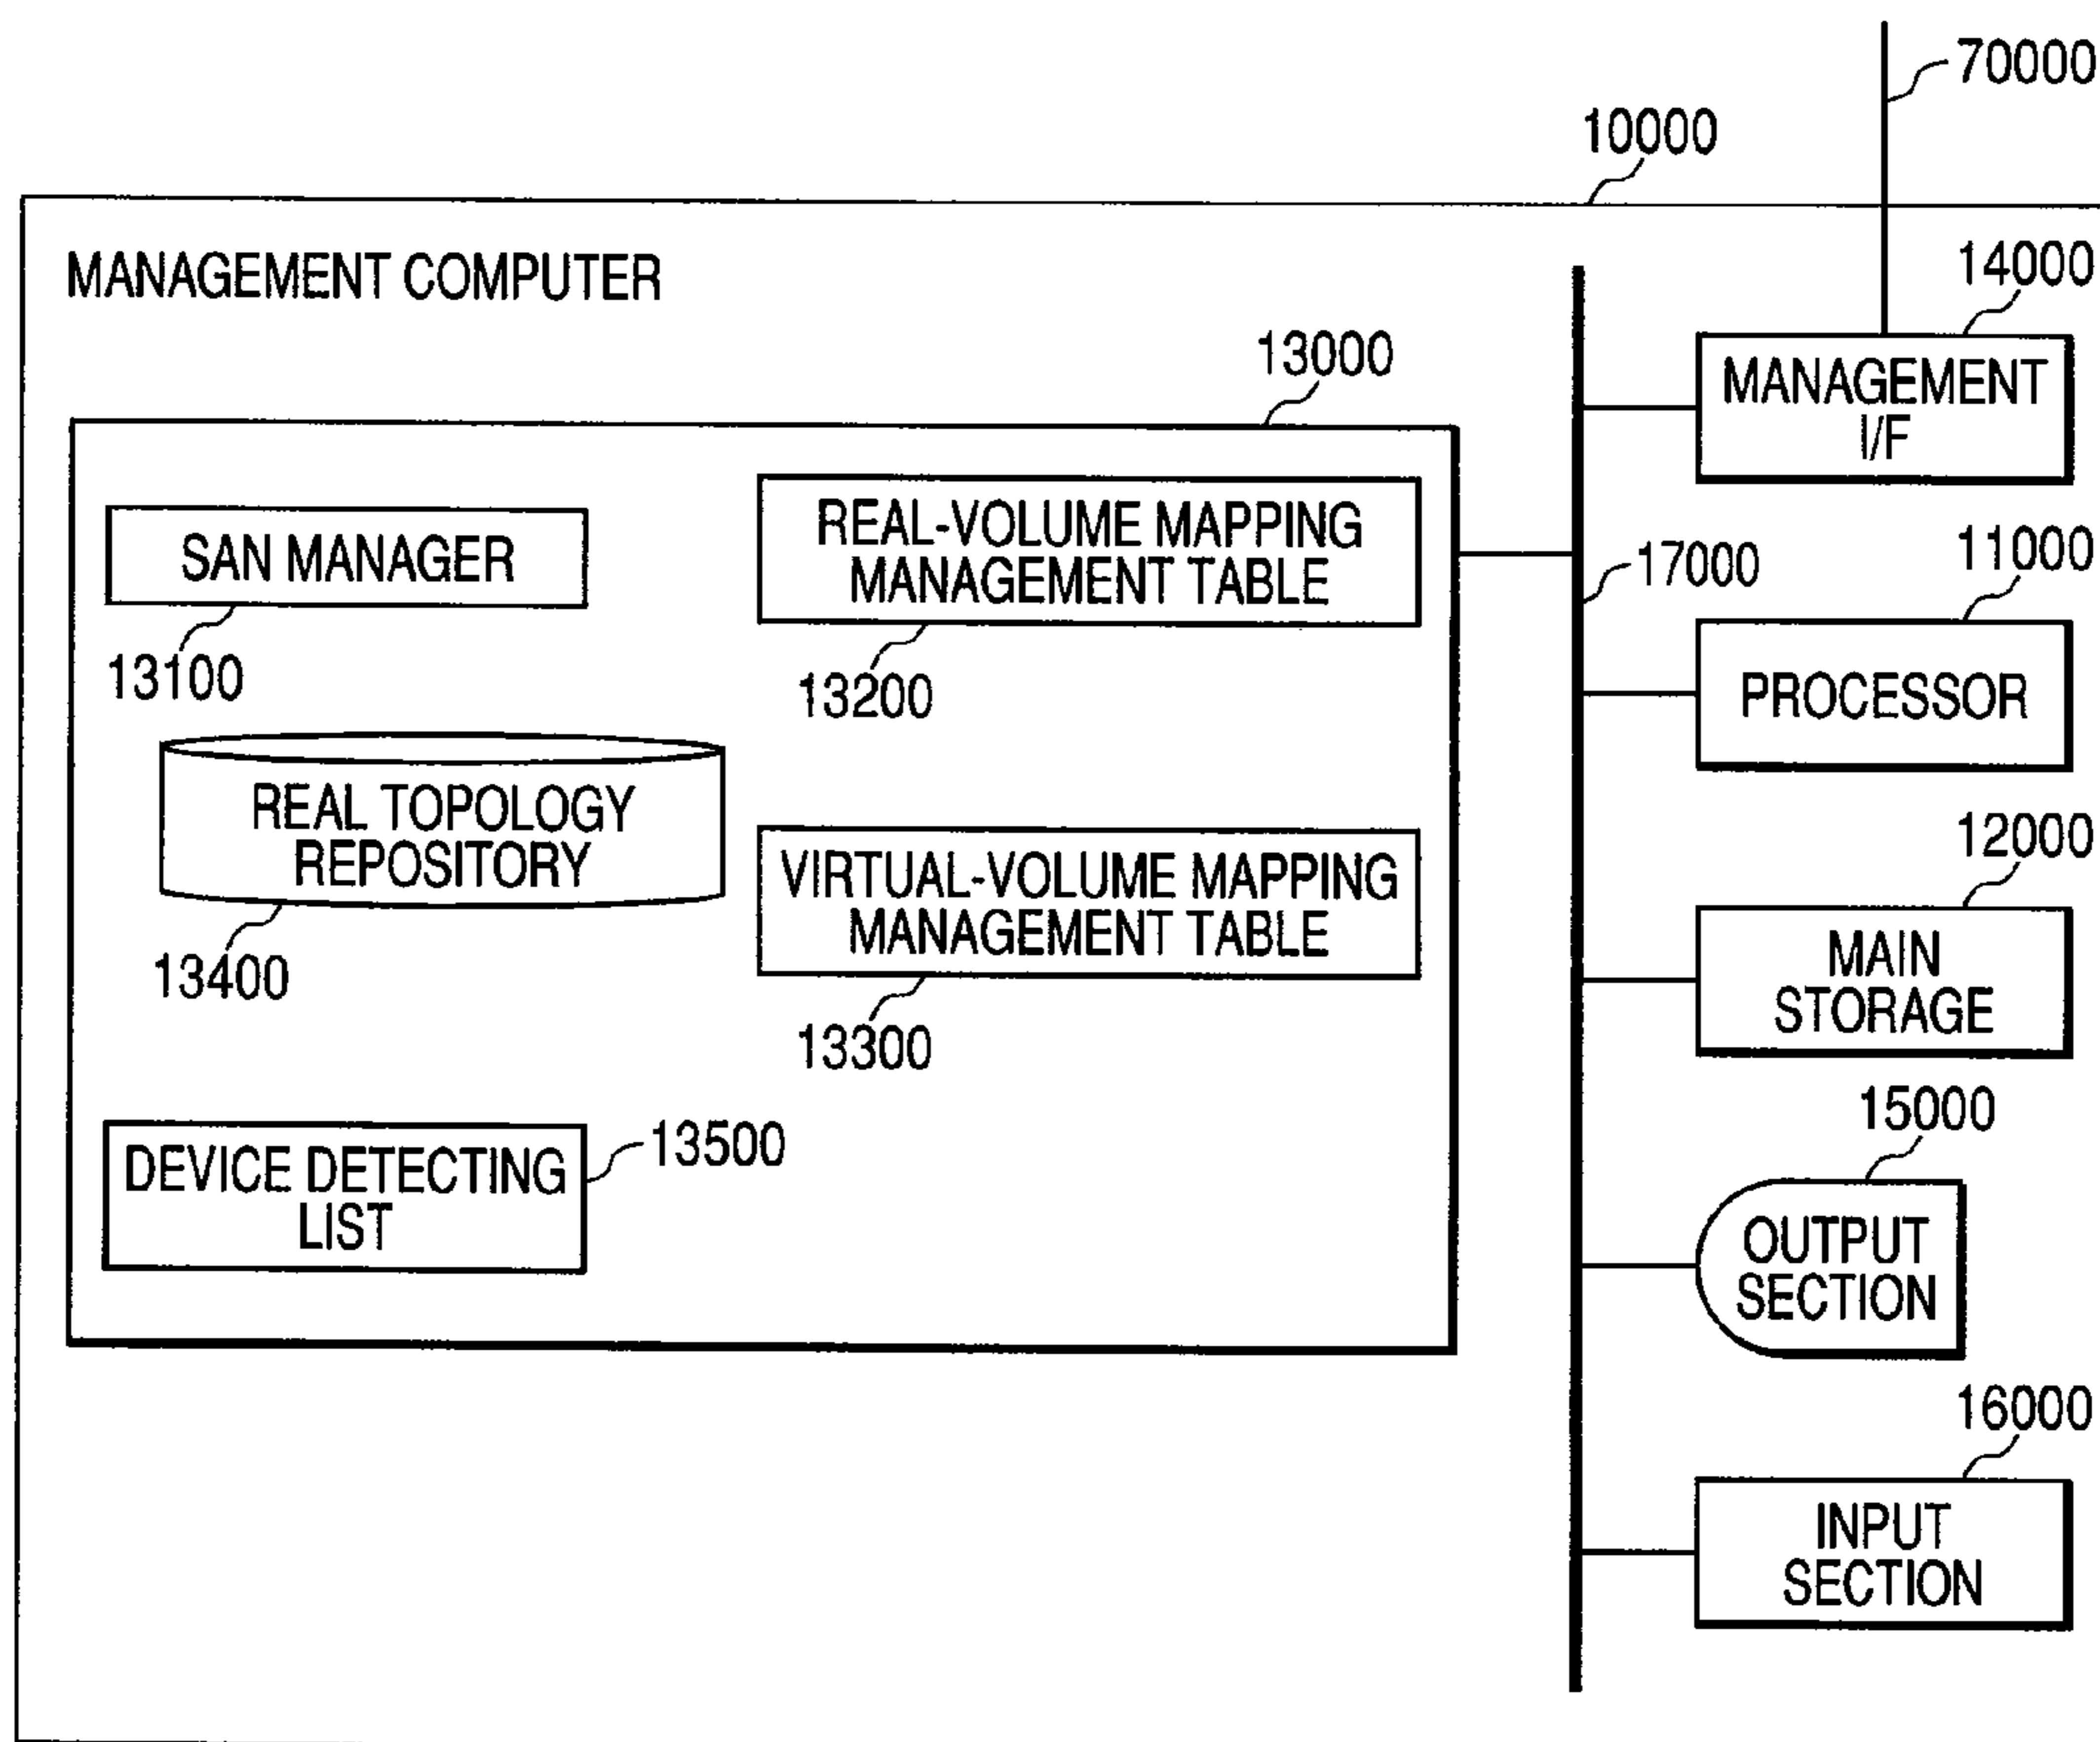 70000
10000
MANAGEMENT COMPUTER
14000
13000
MANAGEMENT
I/F
SAN MANAGER
13100
REAL-VOLUME MAPPING
MANAGEMENT TABLE
13200
17000
11000
PROCESSOR
REAL TOPOLOGY
REPOSITORY
13400
VIRTUAL-VOLUME MAPPING
MANAGEMENT TABLE
13300
12000
MAIN
STORAGE
DEVICE DETECTING
LIST
13500
15000
OUTPUT
SECTION
16000
INPUT
SECTION